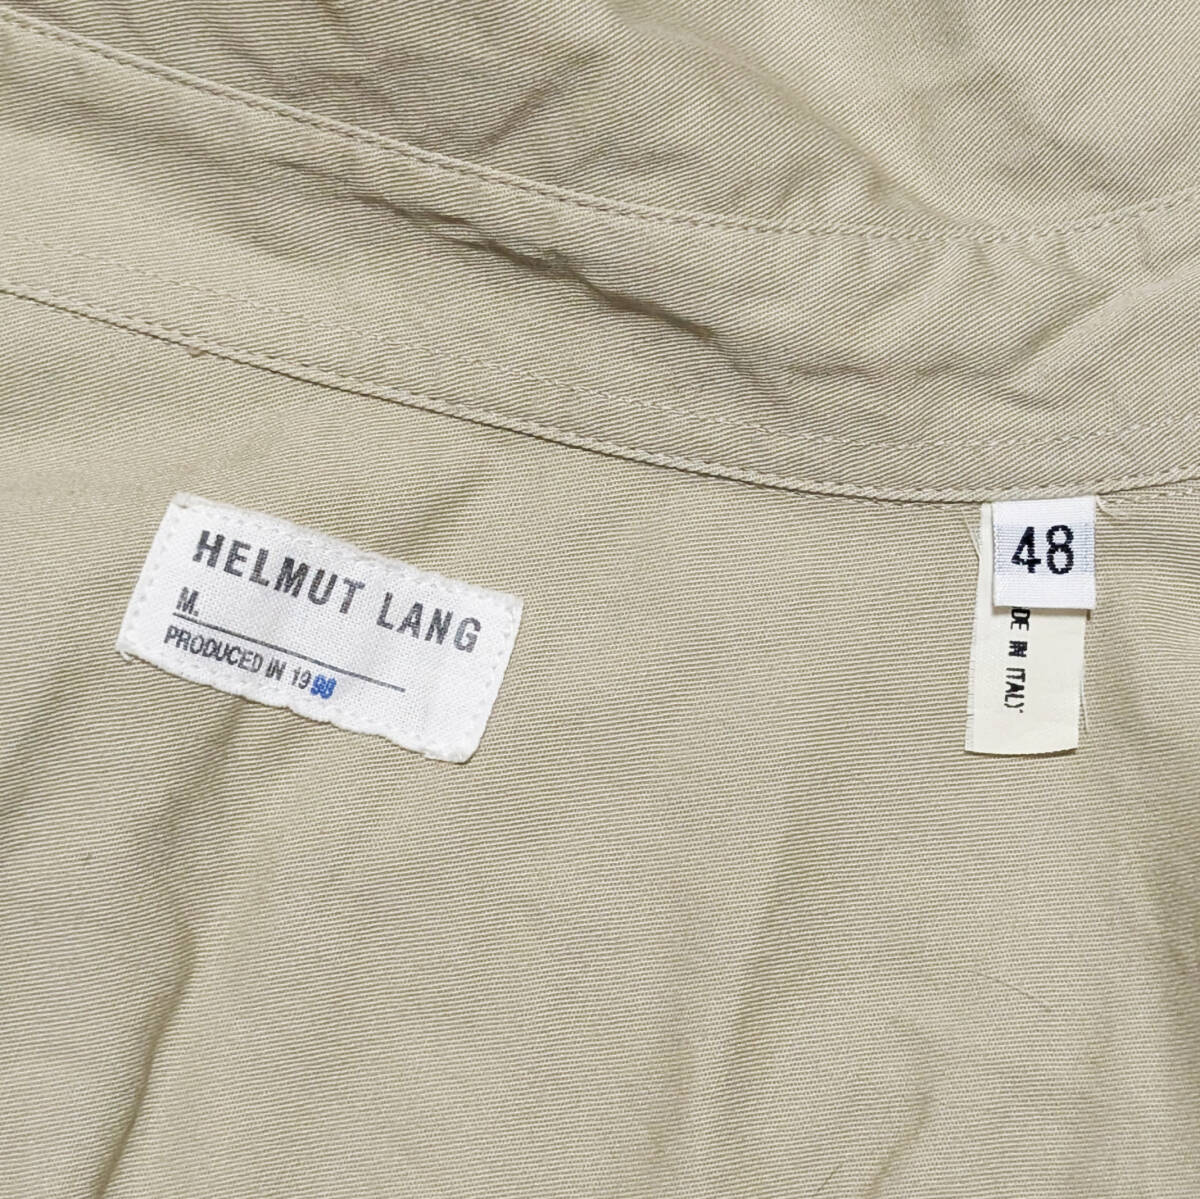 HELMUT LANG
M.
PRODUCED IN 1998
48
DE IN ITALY